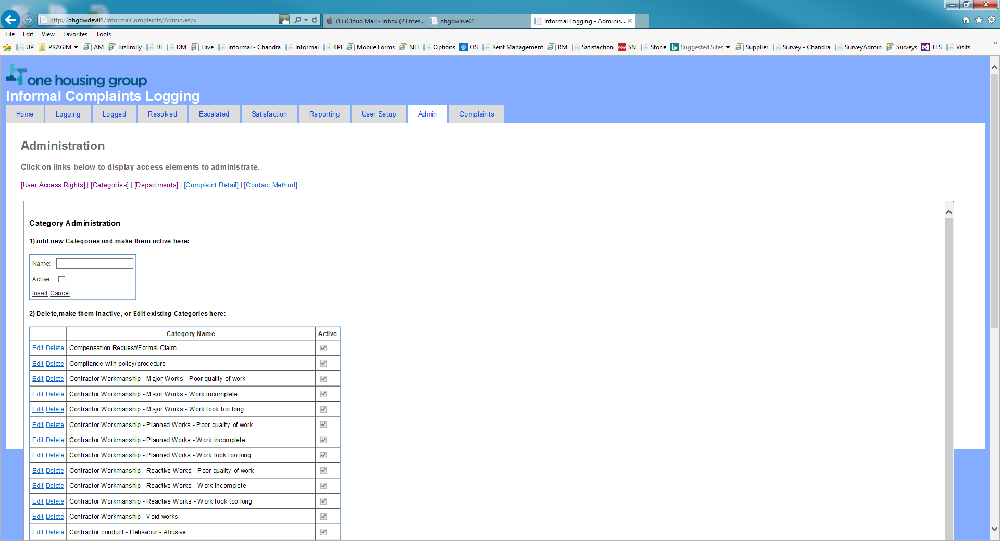 http://ohgdwdev01/InformalComplaints/Admin.aspx
(1) iCloud Mail - Inbox (23 mes...
ohgdwlive01
Informal Logging - Adminis...
File Edit View Favorites Tools
UP PRAGIM AM BizBrolly DI DM Hive Informal - Chandra Informal KPI Mobile Forms NFI Options OS Rent Management RM Satisfaction now SN Stone Suggested Sites Supplier Survey - Chandra SurveyAdmin Surveys TFS Visits
one housing group
Informal Complaints Logging
Home Logging Logged Resolved Escalated Satisfaction Reporting User Setup Admin Complaints
Administration
Click on links below to display access elements to administrate.
[User Access Rights] | [Categories] | [Departments] | [Complaint Detail] | [Contact Method]
Category Administration
1) add new Categories and make them active here:
Name:
Active:
Insert Cancel
2) Delete,make them inactive, or Edit existing Categories here:
Category Name Active
Edit Delete Compensation Request/Formal Claim
Edit Delete Compliance with policy/procedure
Edit Delete Contractor Workmanship - Major Works - Poor quality of work
Edit Delete Contractor Workmanship - Major Works - Work incomplete
Edit Delete Contractor Workmanship - Major Works - Work took too long
Edit Delete Contractor Workmanship - Planned Works - Poor quality of work
Edit Delete Contractor Workmanship - Planned Works - Work incomplete
Edit Delete Contractor Workmanship - Planned Works - Work took too long
Edit Delete Contractor Workmanship - Reactive Works - Poor quality of work
Edit Delete Contractor Workmanship - Reactive Works - Work incomplete
Edit Delete Contractor Workmanship - Reactive Works - Work took too long
Edit Delete Contractor Workmanship - Void works
Edit Delete Contractor conduct - Behaviour - Abusive